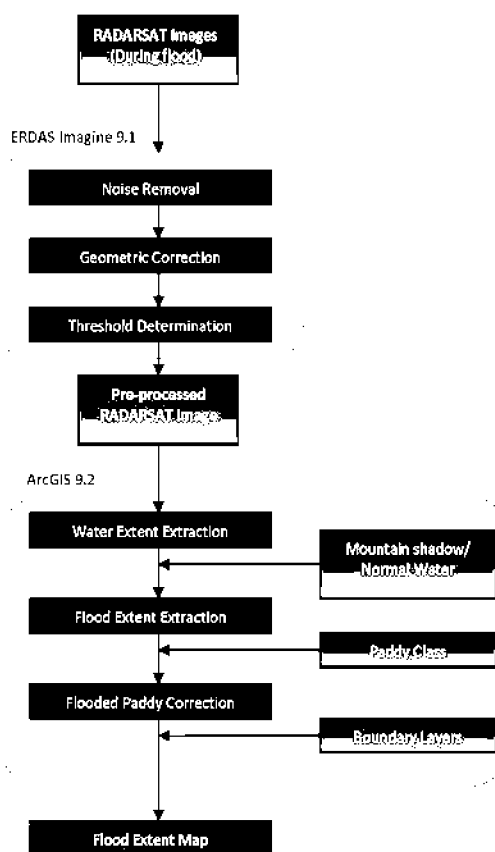 RADARSAT Images
(During flood)
ERDAS Imagine 9.1
Noise Removal
Geometric Correction
Threshold Determination
Pre-processed
RADARSAT Image
ArcGIS 9.2
Water Extent Extraction
Mountain shadow/
Normal Water
Flood Extent Extraction
Paddy Class
Flooded Paddy Correction
Boundary Layers
Flood Extent Map